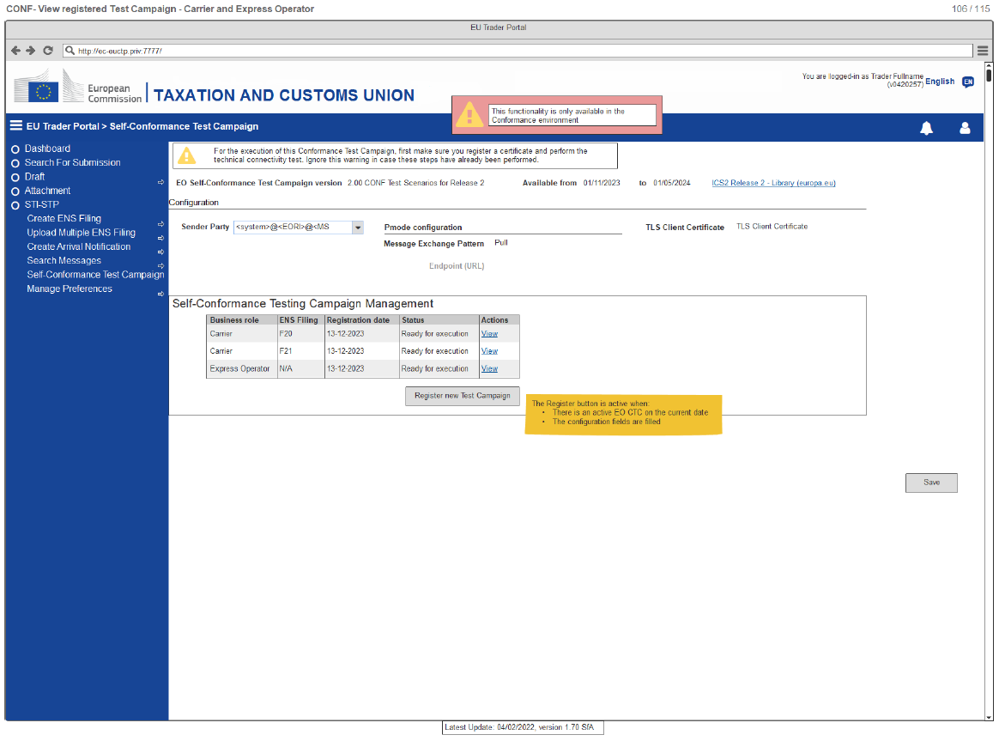 CONF- View registered Test Campaign - Carrier and Express Operator
106 / 115
EU Trader Portal
http://ec-euctp.priv:7777/
European
Commission
TAXATION AND CUSTOMS UNION
You are logged-in as Trader Fullname
(v0420257)
English
EN
This functionality is only available in the
Conformance environment
EU Trader Portal > Self-Conformance Test Campaign
Dashboard
Search For Submission
Draft
Attachment
STI-STP
Create ENS Filing
Upload Multiple ENS Filing
Create Arrival Notification
Search Messages
Self-Conformance Test Campaign
Manage Preferences
For the execution of this Conformance Test Campaign, first make sure you register a certificate and perform the
technical connectivity test. Ignore this warning in case these steps have already been performed.
EO Self-Conformance Test Campaign version 2.00 CONF Test Scenarios for Release 2 Available from 01/11/2023 to 01/05/2024 ICS2 Release 2 - Library (europa.eu)
Configuration
Sender Party <system>@<EORI>@<MS Pmode configuration TLS Client Certificate TLS Client Certificate
Message Exchange Pattern Pull
Endpoint (URL)
Self-Conformance Testing Campaign Management
Business role ENS Filing Registration date Status Actions
Carrier F20 13-12-2023 Ready for execution View
Carrier F21 13-12-2023 Ready for execution View
Express Operator N/A 13-12-2023 Ready for execution View
Register new Test Campaign
The Register button is active when:
• There is an active EO CTC on the current date
• The configuration fields are filled
Save
Latest Update: 04/02/2022, version 1.70 SfA